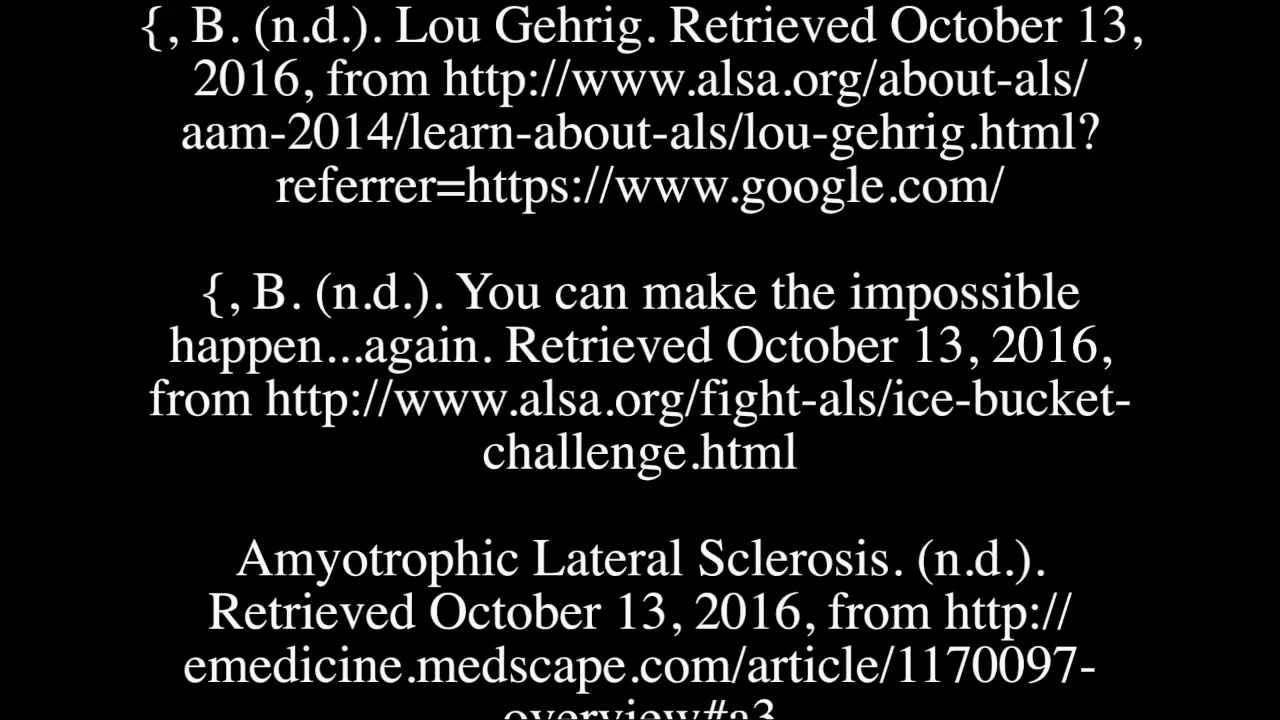 {, B. (n.d.). Lou Gehrig. Retrieved October 13,
2016, from http://www.alsa.org/about-als/
aam-2014/learn-about-als/lou-gehrig.html?
referrer=https://www.google.com/
{, B. (n.d.). You can make the impossible
happen...again. Retrieved October 13, 2016,
from http://www.alsa.org/fight-als/ice-bucket-
challenge.html
Amyotrophic Lateral Sclerosis. (n.d.).
Retrieved October 13, 2016, from http://
emedicine.medscape.com/article/1170097-
overview#a3